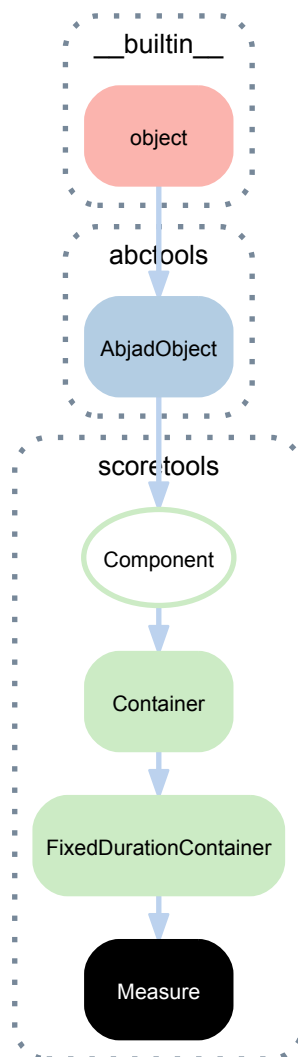 __builtin__
object
abctools
AbjadObject
scoretools
Component
Container
FixedDurationContainer
Measure